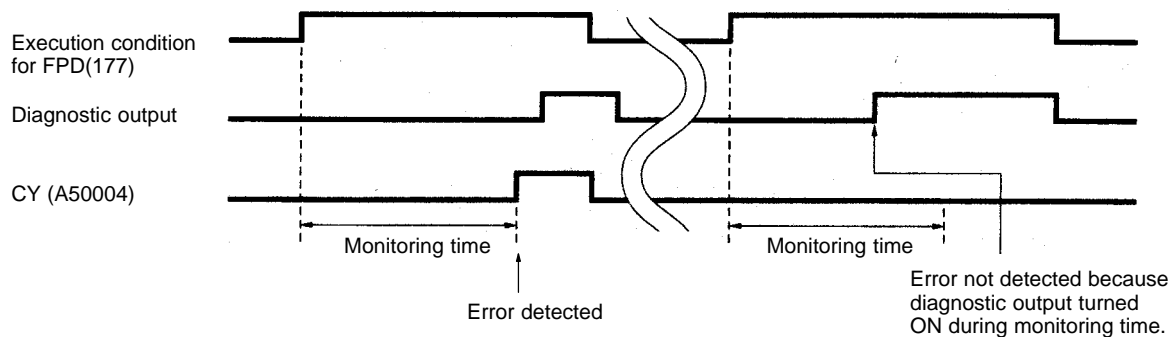 Execution condition
for FPD(177)
Diagnostic output
CY (A50004)
Monitoring time
Monitoring time
Error detected
Error not detected because
diagnostic output turned
ON during monitoring time.